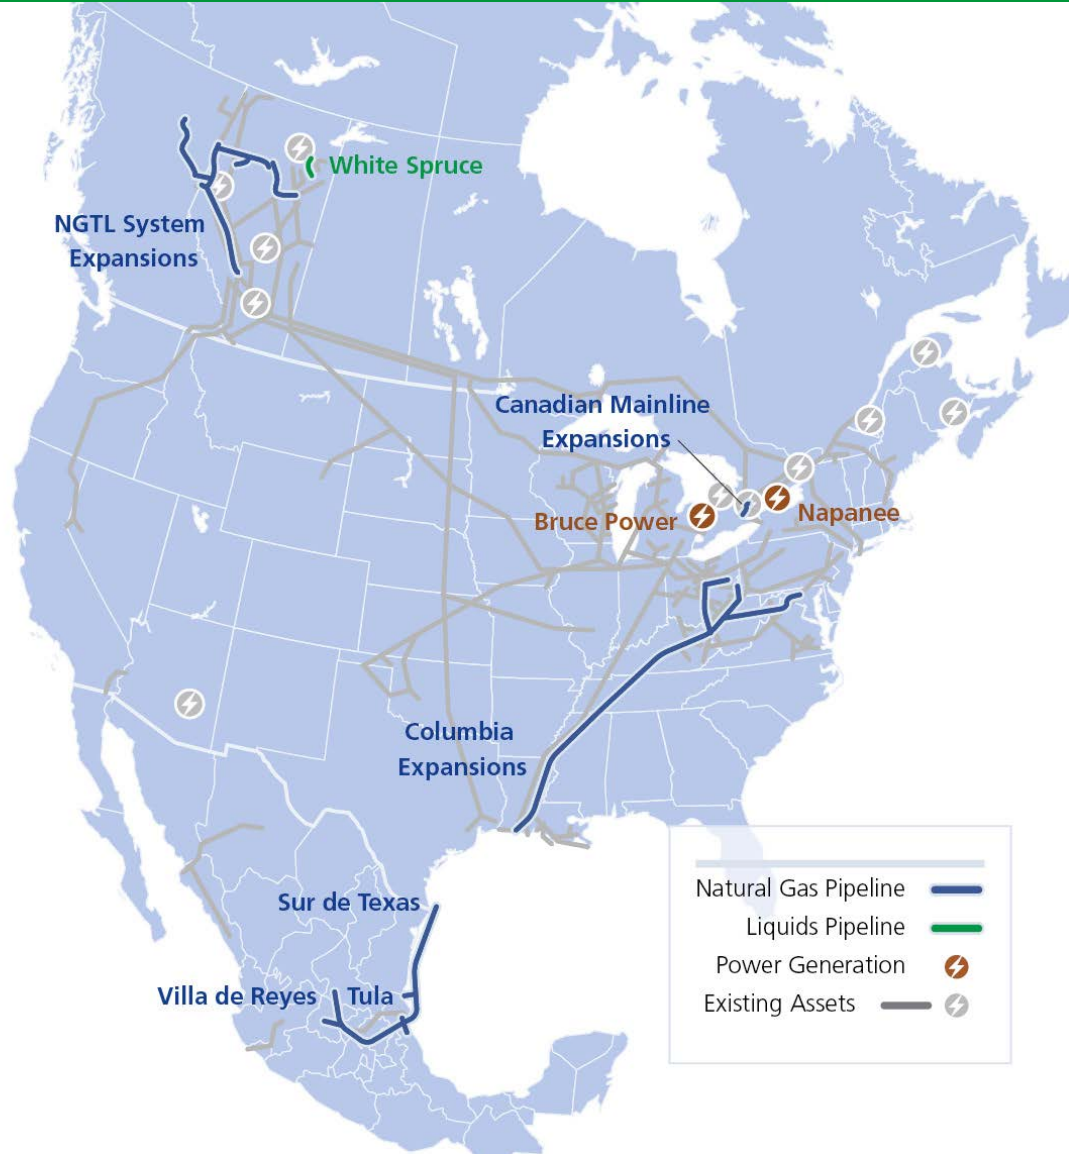 White Spruce
NGTL System
Expansions
Canadian Mainline
Expansions
Bruce Power
Napanee
Columbia
Expansions
Sur de Texas
Villa de Reyes
Tula
Natural Gas Pipeline
Liquids Pipeline
Power Generation
Existing Assets